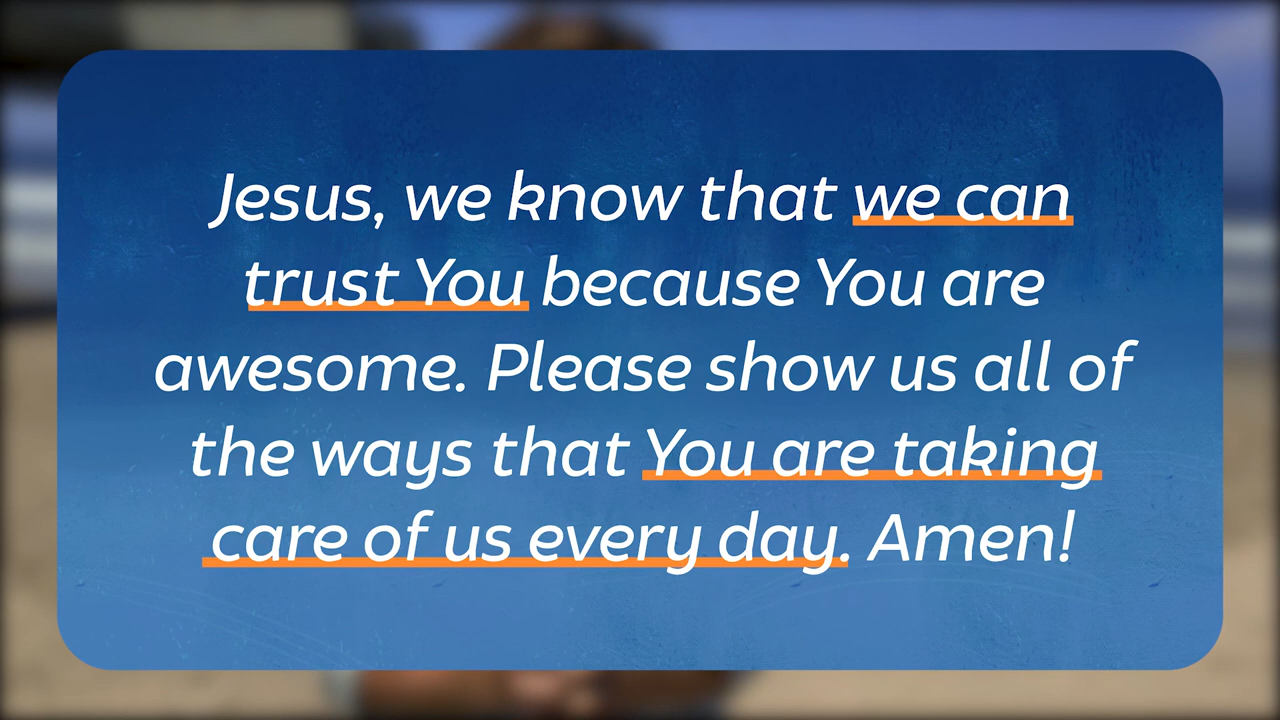 Jesus, we know that we can
trust You because You are
awesome. Please show us all of
the ways that You are taking
care of us every day. Amen!